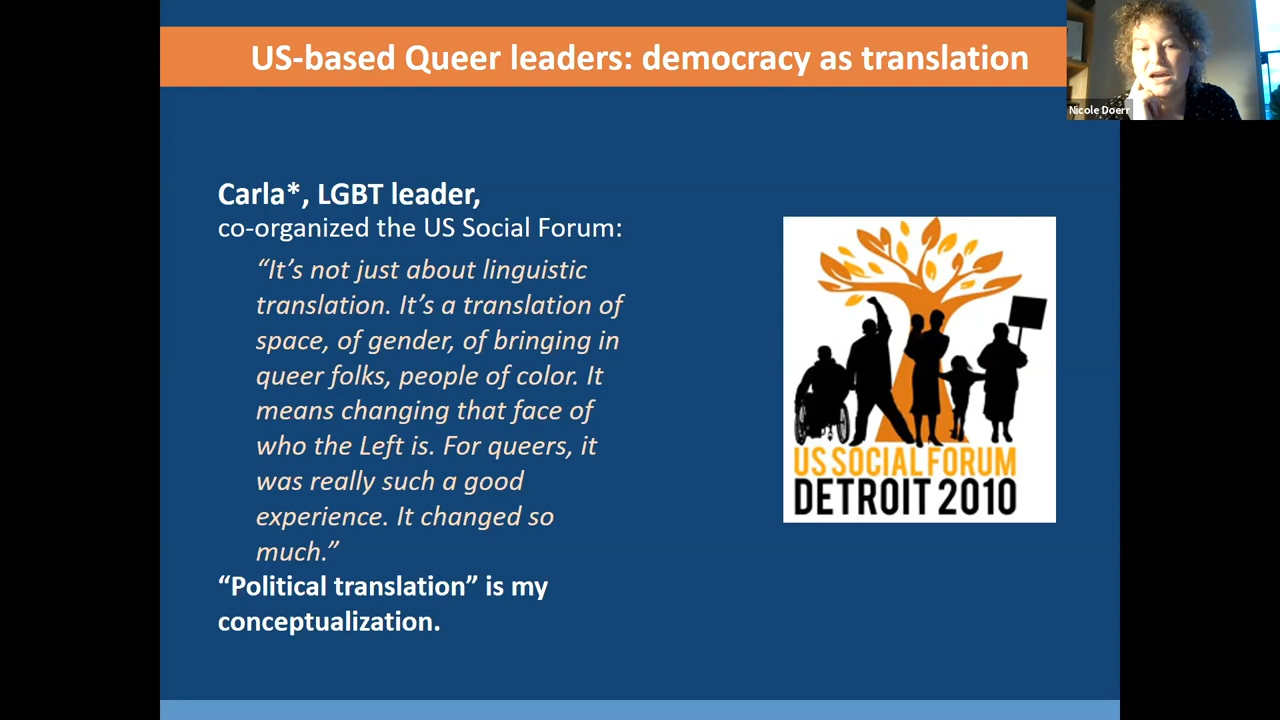 US-based Queer leaders: democracy as translation
Nicole Doerr
Carla*, LGBT leader,
co-organized the US Social Forum:
“It’s not just about linguistic
translation. It’s a translation of
space, of gender, of bringing in
queer folks, people of color. It
means changing that face of
who the Left is. For queers, it
was really such a good
experience. It changed so
much.”
“Political translation” is my
conceptualization.
US SOCIAL FORUM
DETROIT 2010